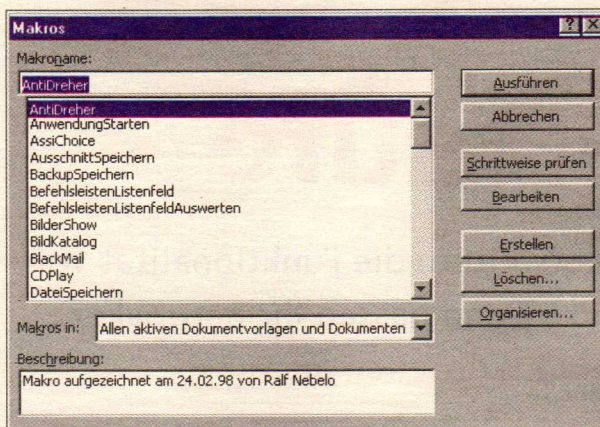 Makros
Makroname:
AntiDreher
AntiDreher
AnwendungStarten
AssiChoice
AusschnittSpeichern
BackupSpeichern
BefehlsleistenListenfeld
BefehlsleistenListenfeldAuswerten
BilderShow
BildKatalog
BlackMail
CDPlay
DateiSpeichern
Makros in: Allen aktiven Dokumentvorlagen und Dokumenten
Beschreibung:
Makro aufgezeichnet am 24.02.98 von Ralf Nebelo
Ausführen
Abbrechen
Schrittweise prüfen
Bearbeiten
Erstellen
Löschen...
Organisieren...